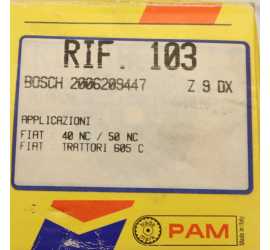 RIF. 103
BOSCH 2006209447 Z 9 DX
APPLICAZIONI
FIAT 40 NC / 50 NC
FIAT TRATTORI 605 C
PAM
Made in Italy